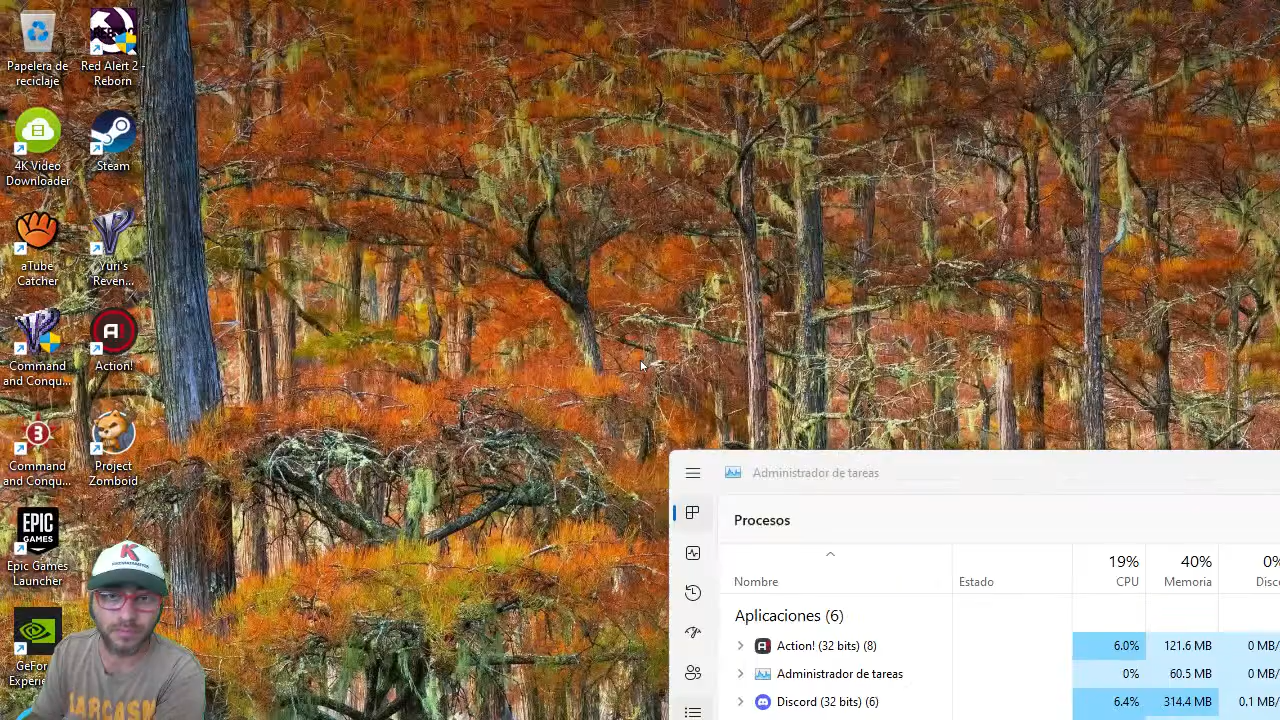 Papelera de
reciclaje
Red Alert 2 -
Reborn
4K Video
Downloader
Steam
aTube
Catcher
Yuri's
Reven...
Command
and Conqu...
Action!
Command
and Conqu...
Project
Zomboid
EPIC
GAMES
Epic Games
Launcher
GeFor
Experie
K
SARCASM
Administrador de tareas
Procesos
19%
40%
0%
Nombre
Estado
CPU
Memoria
Disc
Aplicaciones (6)
Action! (32 bits) (8)
6.0%
121.6 MB
0 MB/
Administrador de tareas
0%
60.5 MB
0 MB/
Discord (32 bits) (6)
6.4%
314.4 MB
0.1 MB/